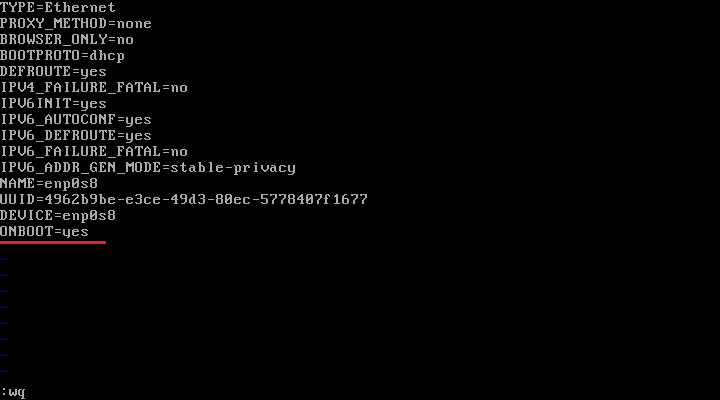 TYPE=Ethernet
PROXY_METHOD=none
BROWSER_ONLY=no
BOOTPROTO=dhcp
DEFROUTE=yes
IPV4_FAILURE_FATAL=no
IPV6INIT=yes
IPV6_AUTOCONF=yes
IPV6_DEFROUTE=yes
IPV6_FAILURE_FATAL=no
IPV6_ADDR_GEN_MODE=stable-privacy
NAME=enp0s8
UUID=4962b9be-e3ce-49d3-80ec-5778407f1677
DEVICE=enp0s8
ONBOOT=yes
~
~
~
~
~
~
~
~
:wq